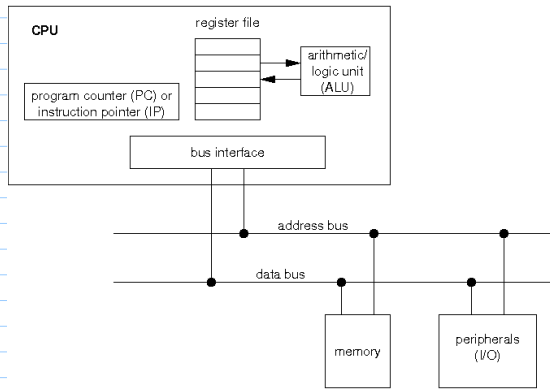 register file
CPU
arithmetic/
logic unit
(ALU)
program counter (PC) or
instruction pointer (IP)
bus interface
address bus
data bus
memory
peripherals
(I/O)